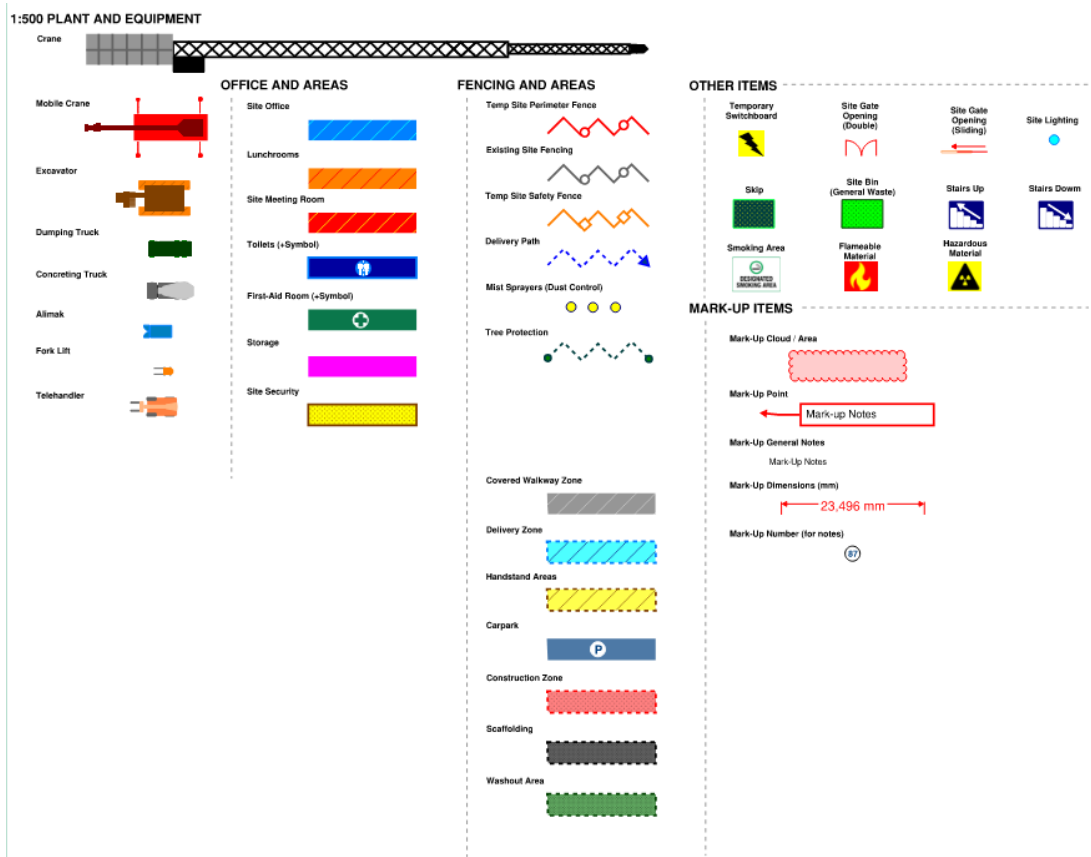 1:500 PLANT AND EQUIPMENT
Crane
Mobile Crane
Excavator
Dumping Truck
Concreting Truck
Alimak
Fork Lift
Telehandler
OFFICE AND AREAS
Site Office
Lunchrooms
Site Meeting Room
Toilets (+Symbol)
First-Aid Room (+Symbol)
Storage
Site Security
FENCING AND AREAS
Temp Site Perimeter Fence
Existing Site Fencing
Temp Site Safety Fence
Delivery Path
Mist Sprayers (Dust Control)
Tree Protection
Covered Walkway Zone
Delivery Zone
Handstand Areas
Carpark
P
Construction Zone
Scaffolding
Washout Area
OTHER ITEMS
Temporary
Switchboard
Site Gate
Opening
(Double)
Site Gate
Opening
(Sliding)
Site Lighting
Skip
Site Bin
(General Waste)
Stairs Up
Stairs Dowm
Smoking Area
DESIGNATED
SMOKING AREA
Flameable
Material
Hazardous
Material
MARK-UP ITEMS
Mark-Up Cloud / Area
Mark-Up Point
Mark-up Notes
Mark-Up General Notes
Mark-Up Notes
Mark-Up Dimensions (mm)
23,496 mm
Mark-Up Number (for notes)
87